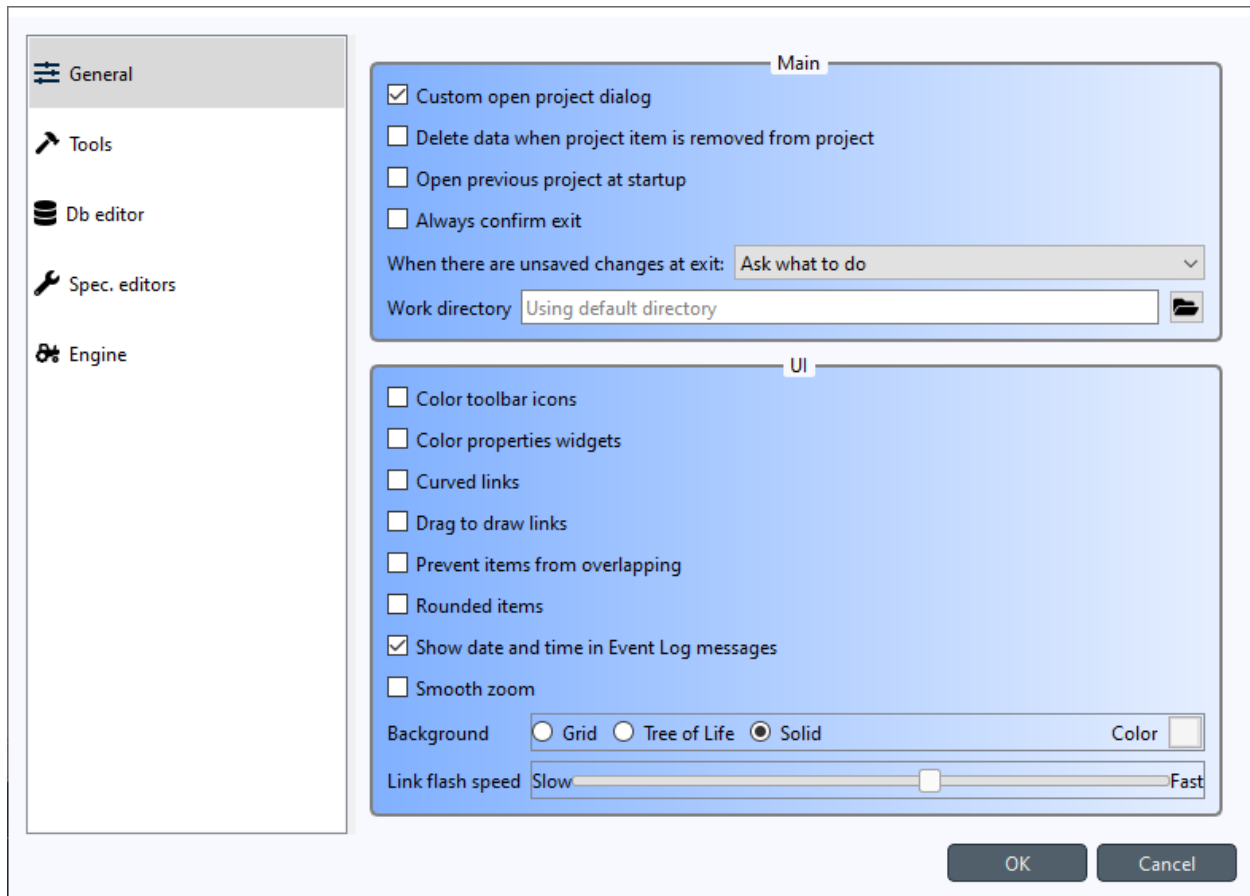 General
Tools
Db editor
Spec. editors
Engine
Main
Custom open project dialog
Delete data when project item is removed from project
Open previous project at startup
Always confirm exit
When there are unsaved changes at exit: Ask what to do
Work directory Using default directory
UI
Color toolbar icons
Color properties widgets
Curved links
Drag to draw links
Prevent items from overlapping
Rounded items
Show date and time in Event Log messages
Smooth zoom
Background Grid Tree of Life Solid Color
Link flash speed Slow Fast
OK Cancel